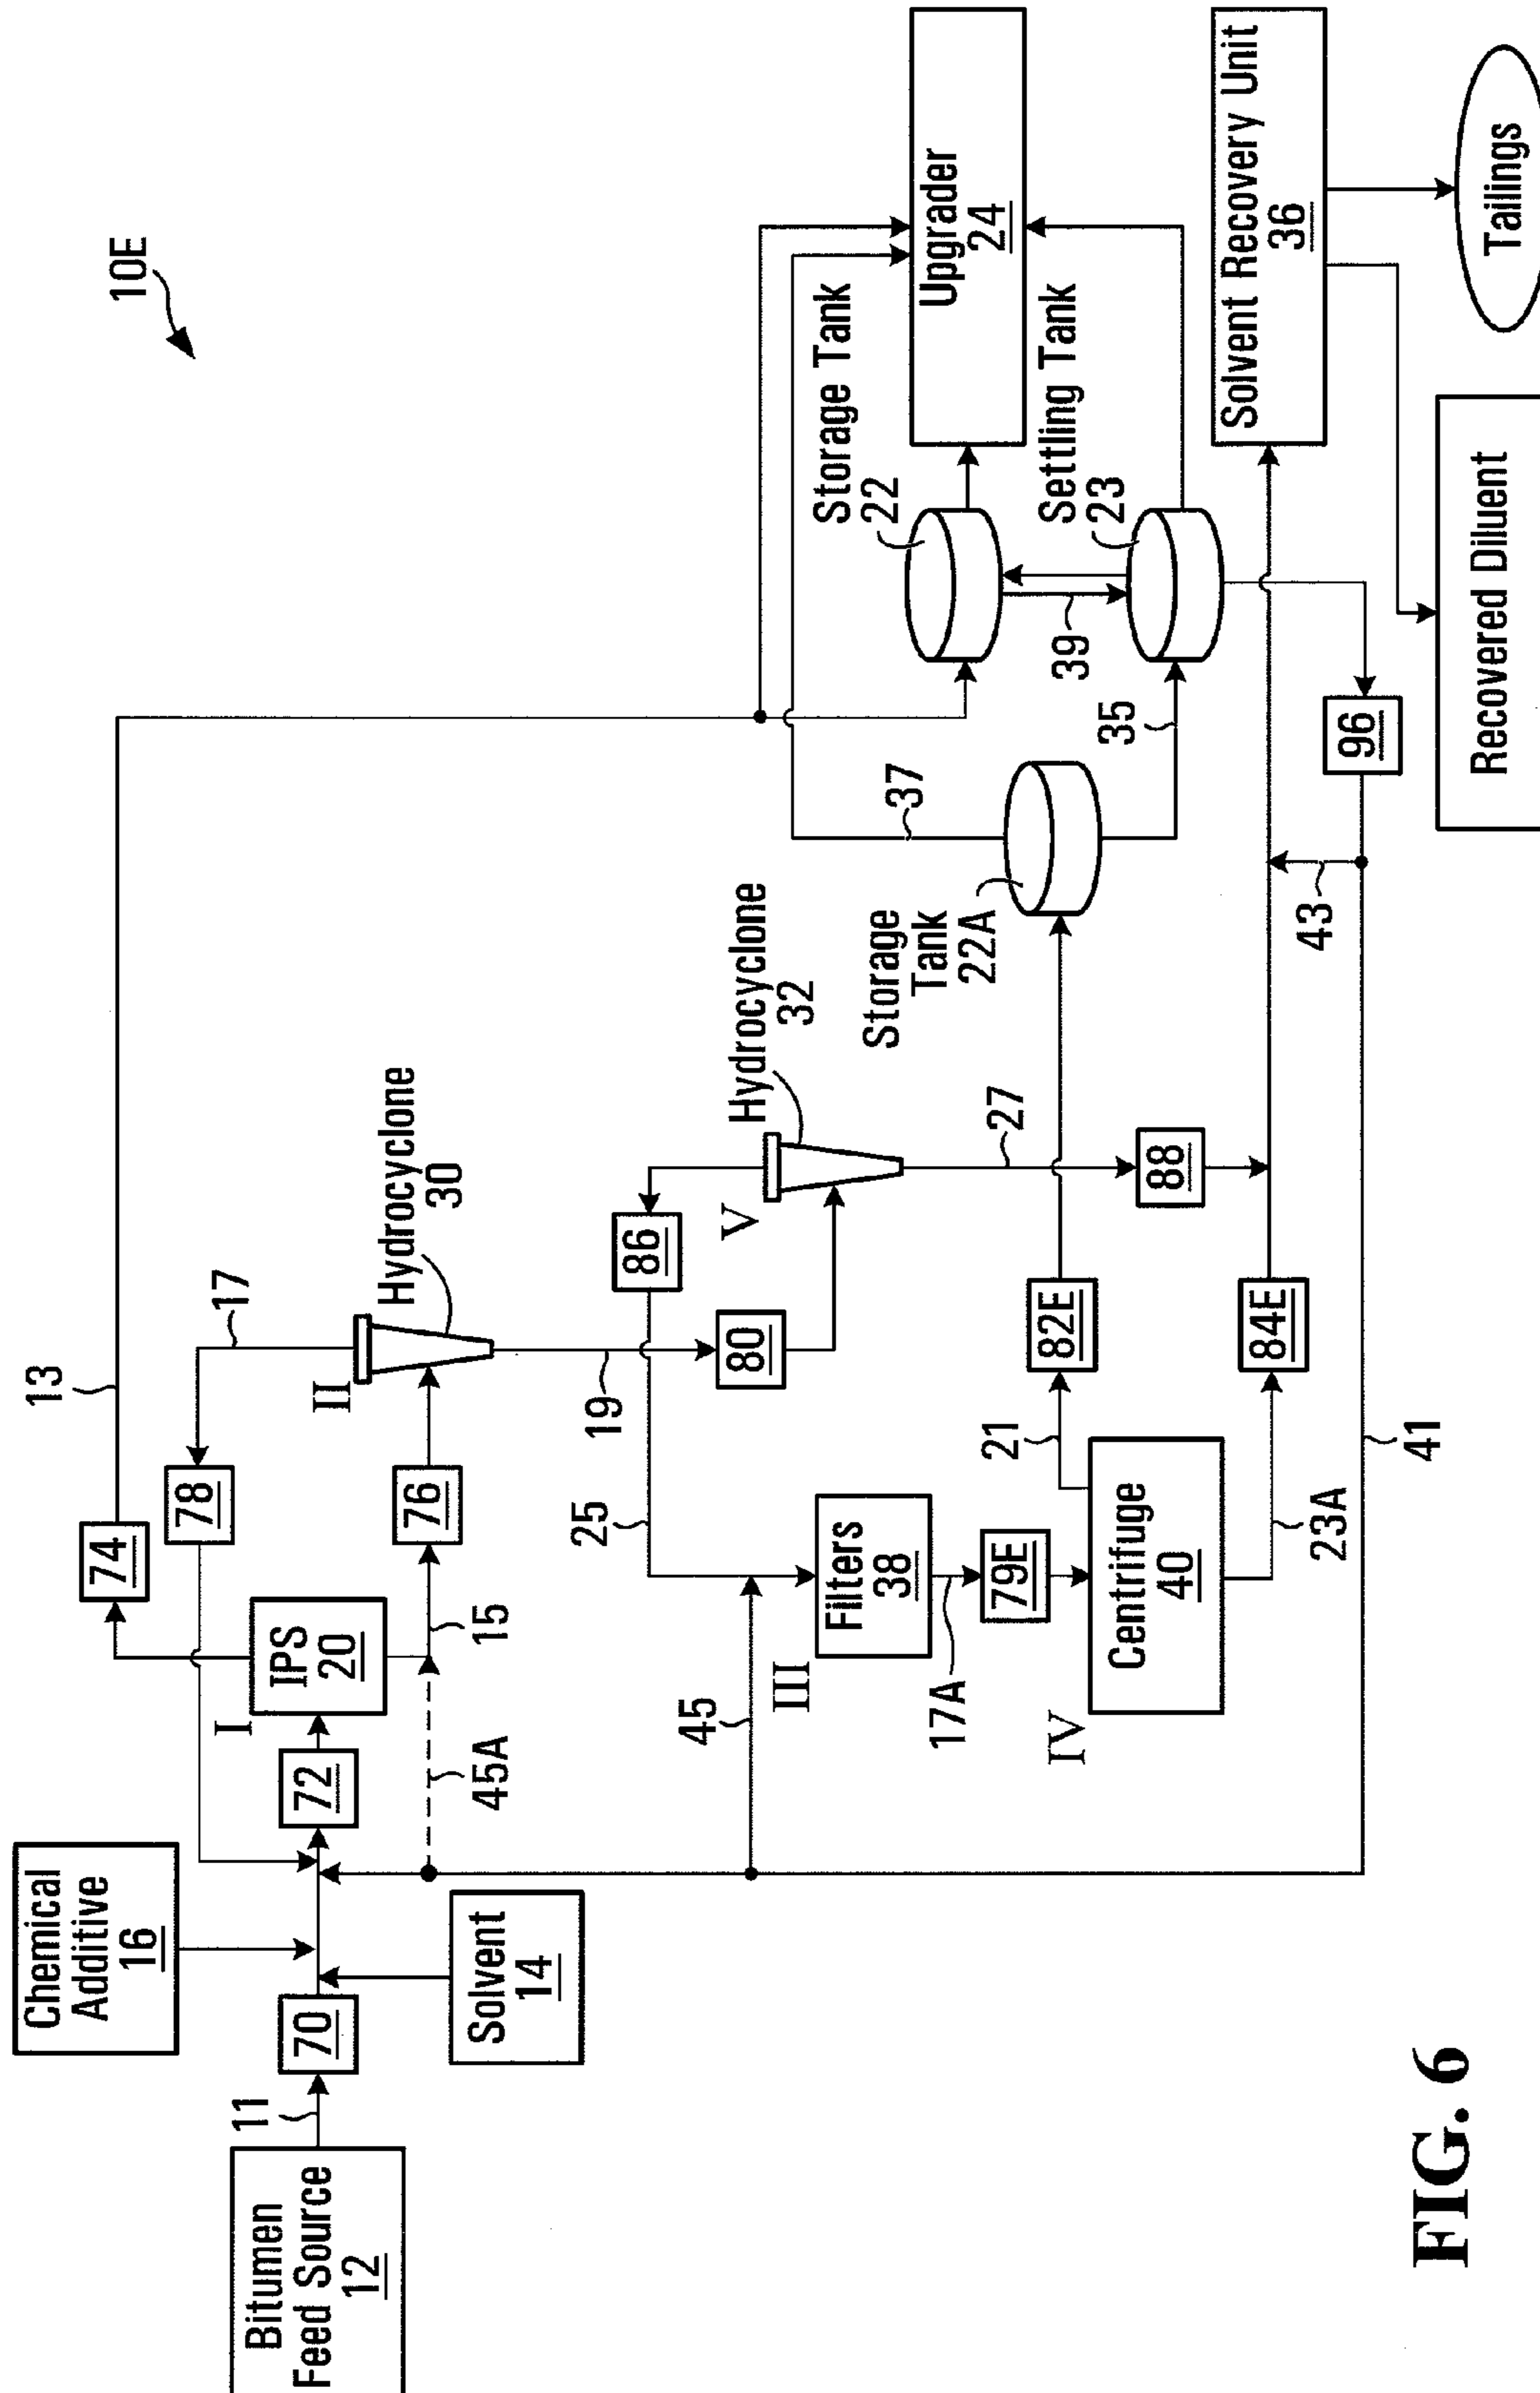 10E
Chemical
Additive
16
Bitumen
Feed Source
12
11
70
Solvent
14
72
I
IPS
20
74
13
78
17
15
76
45A
II
Hydrocyclone
30
19
80
25
86
V
Hydrocyclone
32
27
88
45
III
Filters
38
17A
79E
IV
Centrifuge
40
21
82E
23A
84E
41
Storage
Tank
22A
37
35
Storage Tank
22
39
Settling Tank
23
Upgrader
24
43
96
Solvent Recovery Unit
36
Recovered Diluent
Tailings
FIG. 6